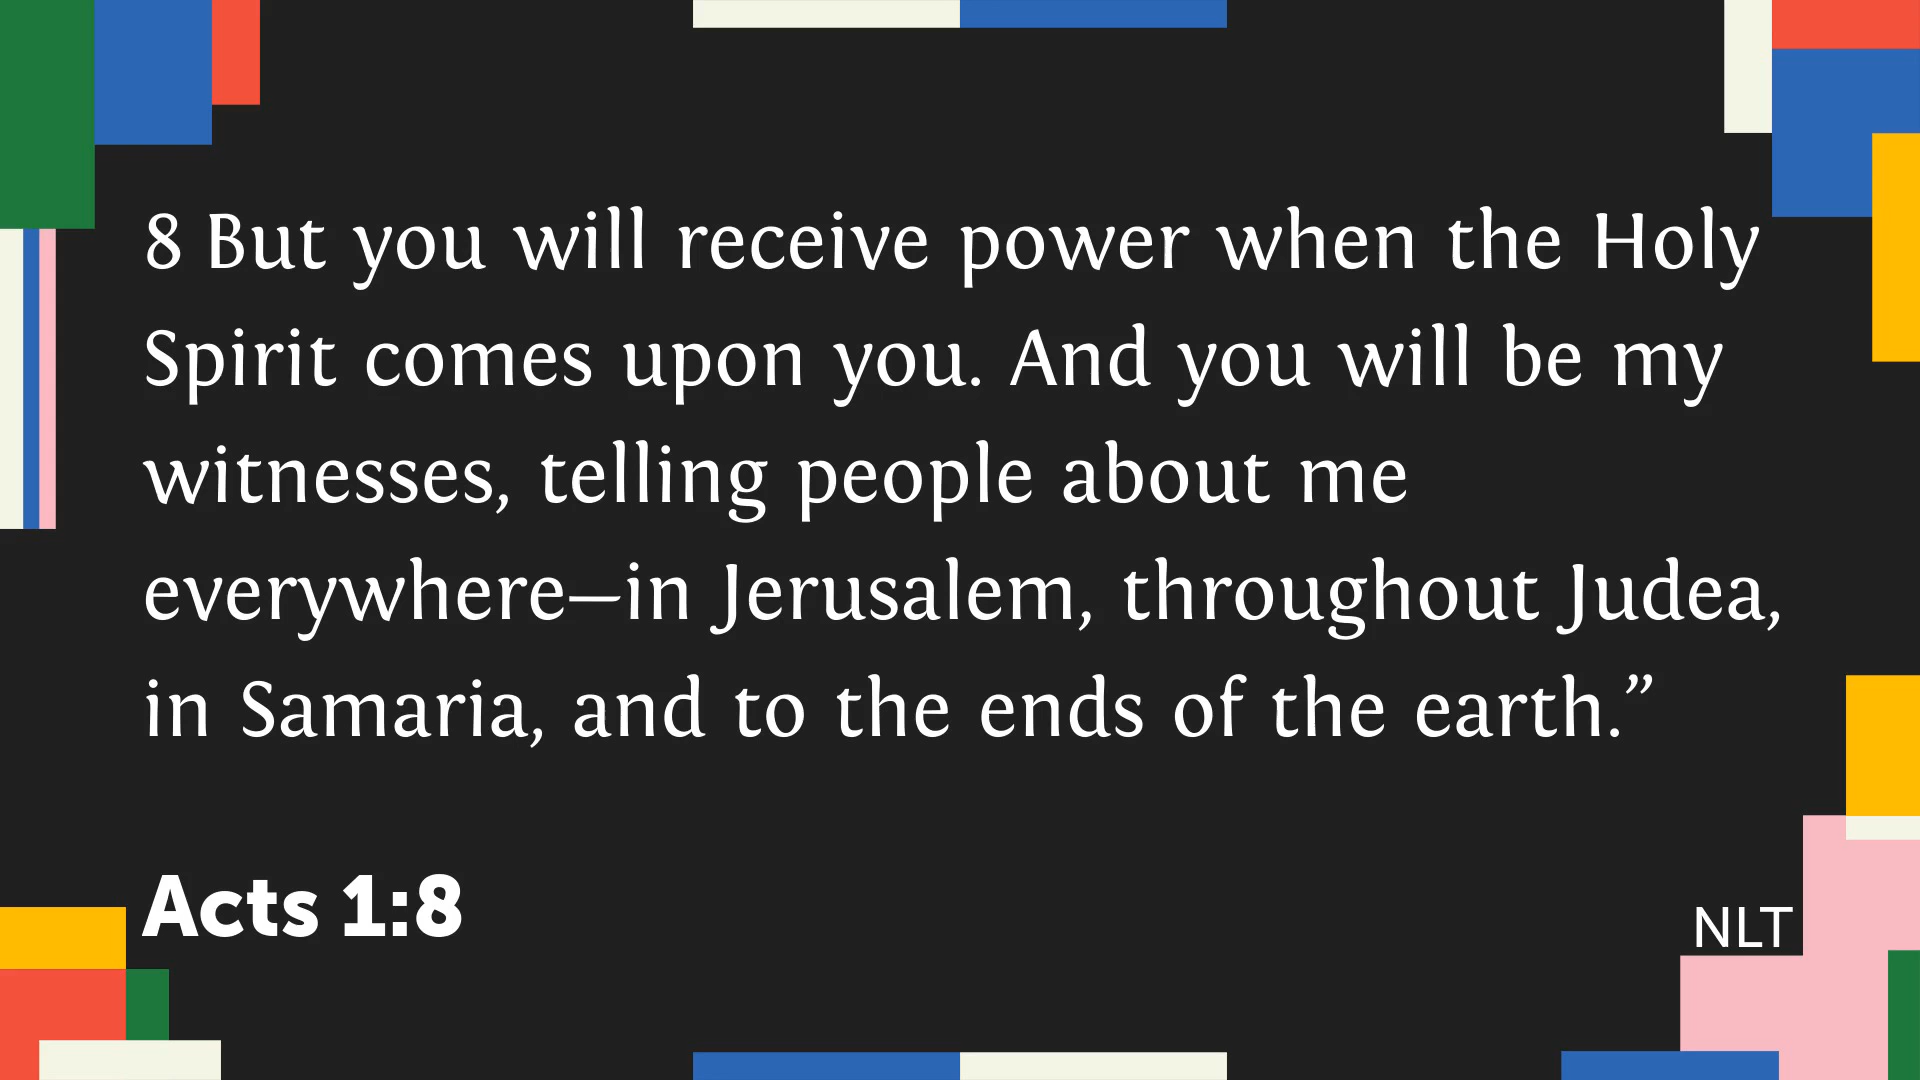 8 But you will receive power when the Holy
Spirit comes upon you. And you will be my
witnesses, telling people about me
everywhere—in Jerusalem, throughout Judea,
in Samaria, and to the ends of the earth.”
Acts 1:8
NLT